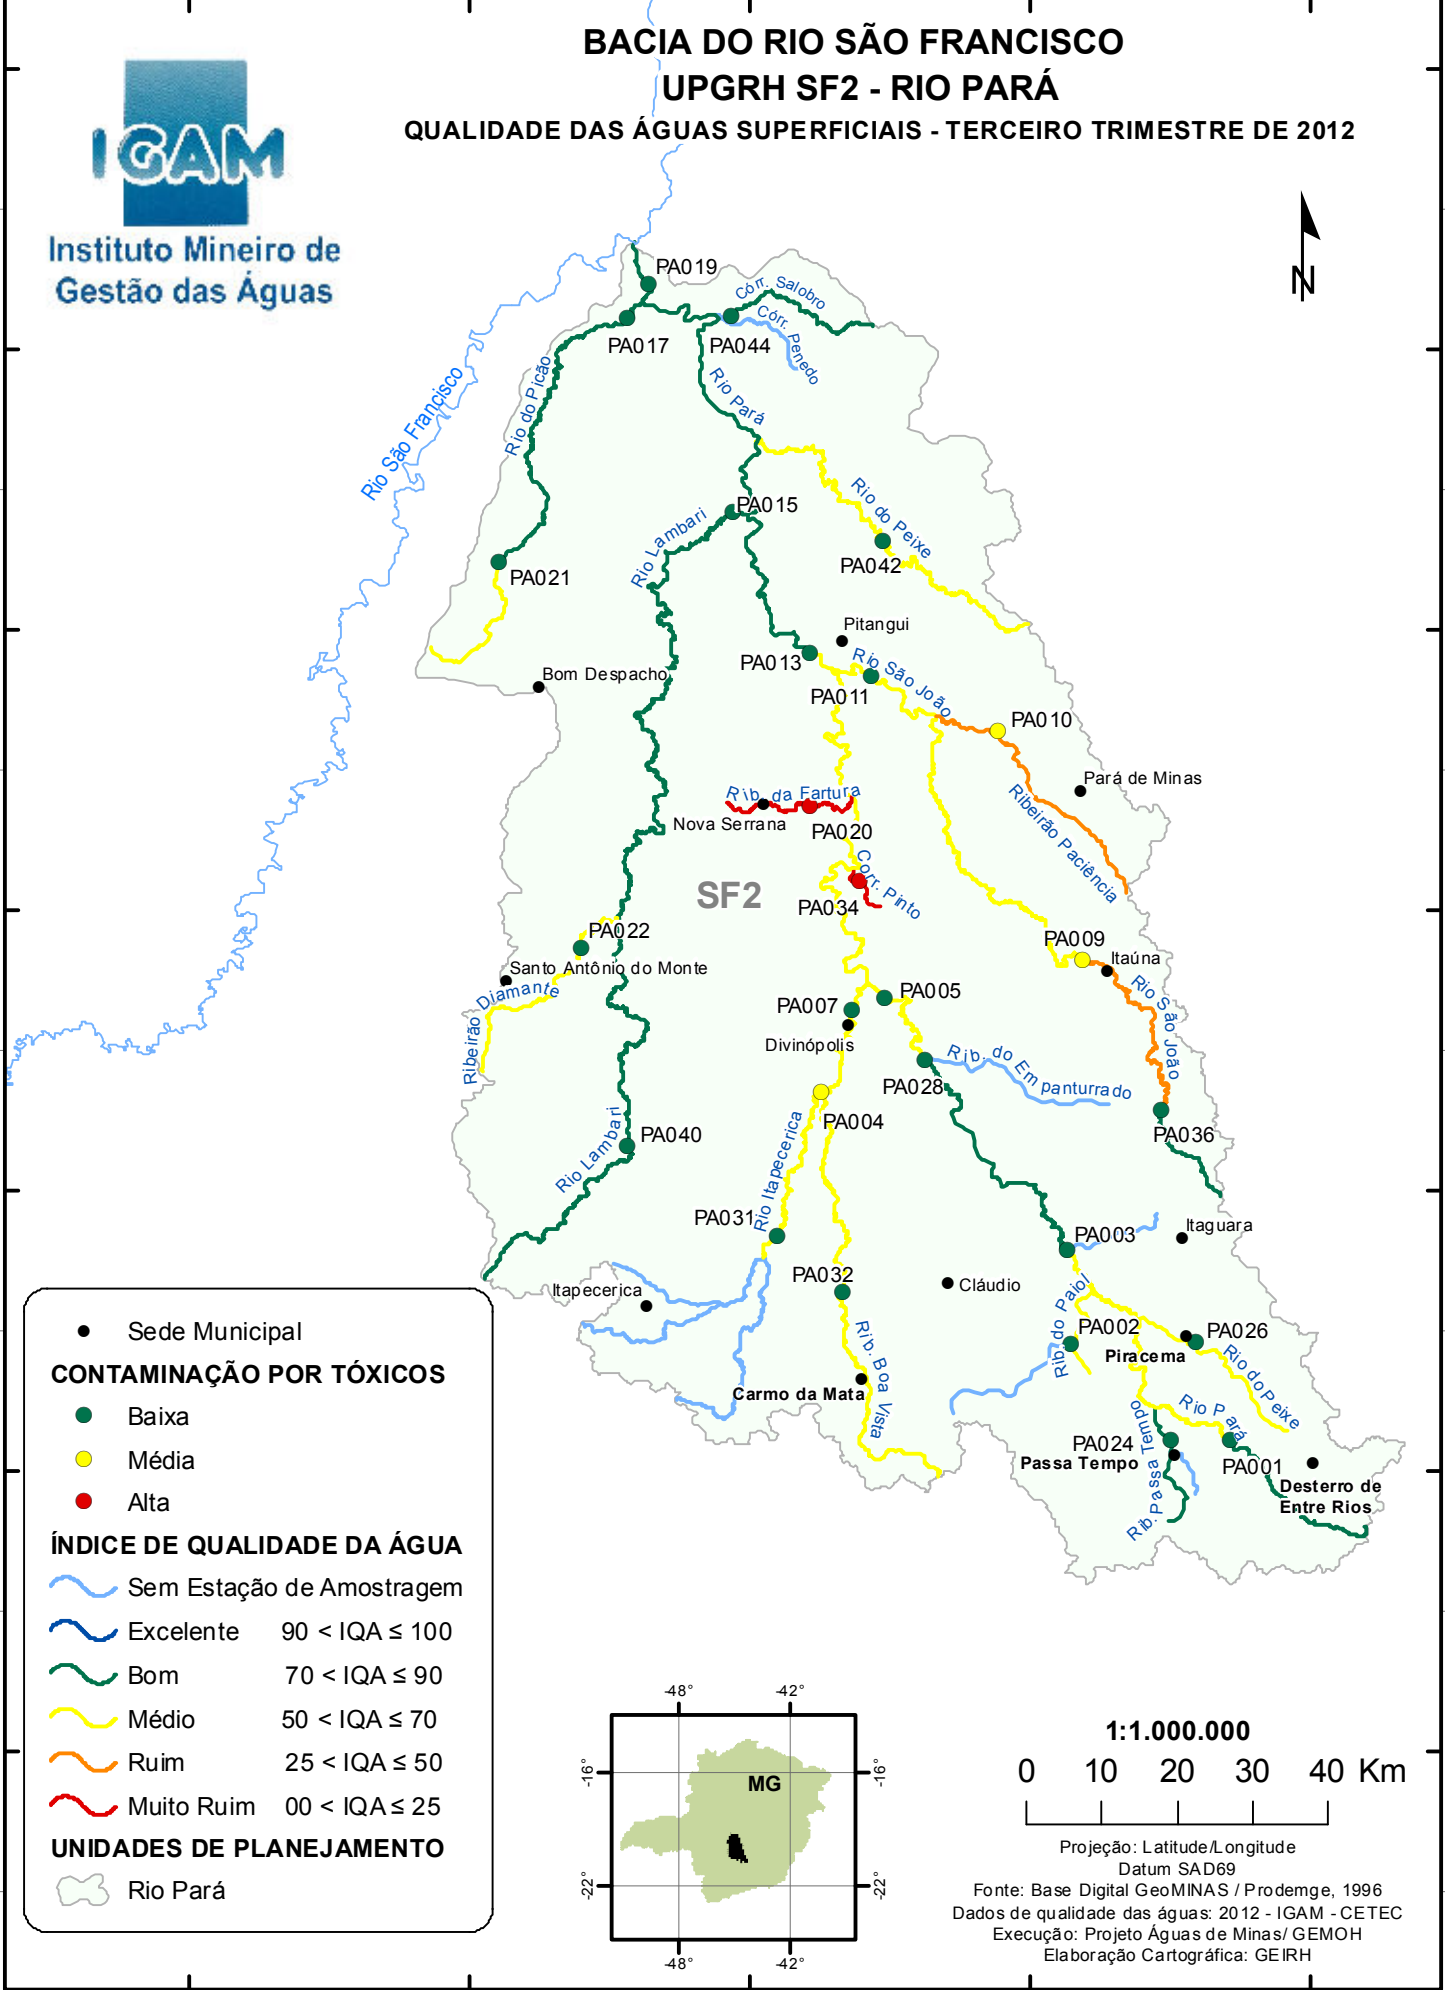 BACIA DO RIO SÃO FRANCISCO
UPGRH SF2 - RIO PARÁ
QUALIDADE DAS ÁGUAS SUPERFICIAIS - TERCEIRO TRIMESTRE DE 2012
IGAM
Instituto Mineiro de
Gestão das Águas
N
PA019
Córr. Salobro
Córr. Penedo
PA017
PA044
Rio do Picão
Rio Pará
Rio São Francisco
Rio do Peixe
PA015
Rio Lambari
PA042
PA021
Pitangui
PA013
Rio São João
Bom Despacho
PA011
PA010
Pará de Minas
Rib. da Fartura
Nova Serrana
PA020
Ribeirão Paciência
Corr. Pinto
SF2
PA034
PA022
PA009
Itaúna
Santo Antônio do Monte
Ribeirão Diamante
PA007
PA005
Rio São João
Divinópolis
Rib. do Empanturrado
PA028
PA004
PA036
PA040
Rio Lambari
Rio Itapecerica
PA031
PA003
Itaguara
PA032
Itapecerica
Cláudio
Rib. do Paiol
PA002
PA026
Piracema
Rio do Peixe
Rib. Boa Vista
Carmo da Mata
Rio Pará
PA024
Passa Tempo
Rib. Passa Tempo
PA001
Desterro de
Entre Rios
Sede Municipal
CONTAMINAÇÃO POR TÓXICOS
Baixa
Média
Alta
ÍNDICE DE QUALIDADE DA ÁGUA
Sem Estação de Amostragem
Excelente 90 < IQA ≤ 100
Bom 70 < IQA ≤ 90
Médio 50 < IQA ≤ 70
Ruim 25 < IQA ≤ 50
Muito Ruim 00 < IQA ≤ 25
UNIDADES DE PLANEJAMENTO
Rio Pará
-48° -42°
-16° MG -16°
-22° -22°
-48° -42°
1:1.000.000
0 10 20 30 40 Km
Projeção: Latitude/Longitude
Datum SAD69
Fonte: Base Digital GeoMINAS / Prodemge, 1996
Dados de qualidade das águas: 2012 - IGAM - CETEC
Execução: Projeto Águas de Minas/ GEMOH
Elaboração Cartográfica: GEIRH